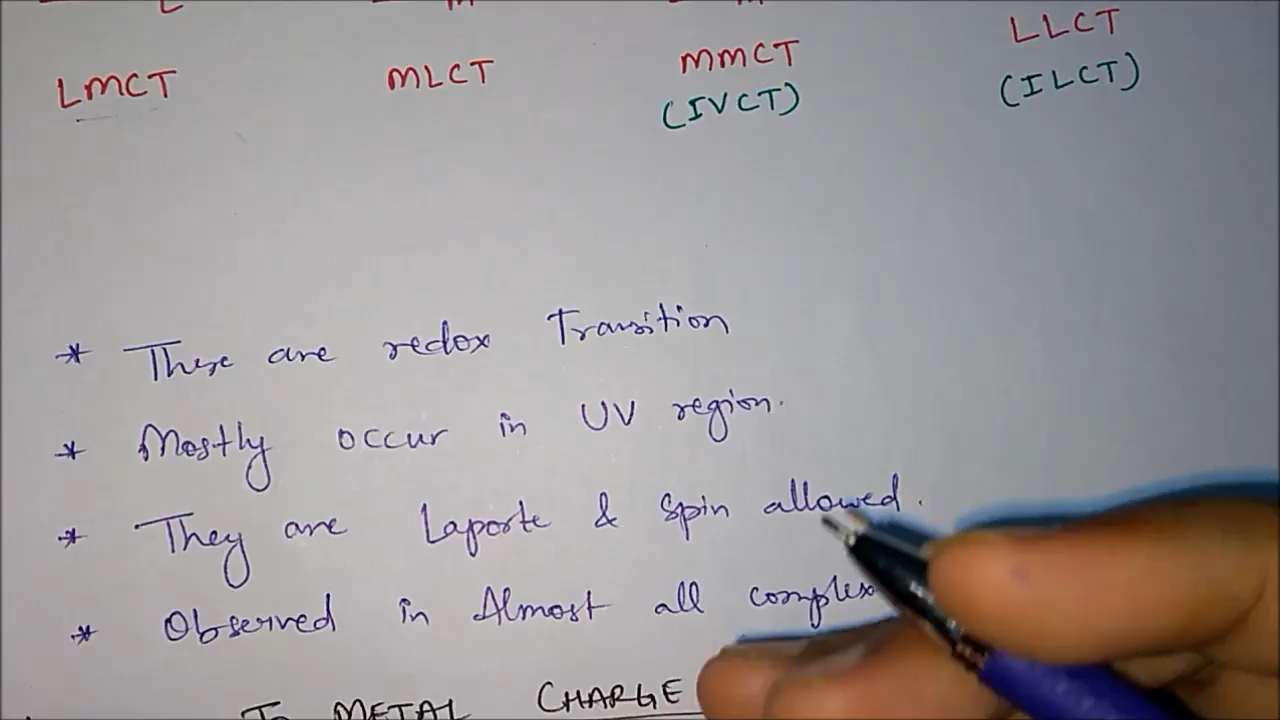 LMCT MLCT MMCT LLCT
(IVCT) (ILCT)
* These are redox Transition
* Mostly occur in UV region.
* They are Laporte & Spin allowed.
* Observed in Almost all complex
To METAL CHARGE